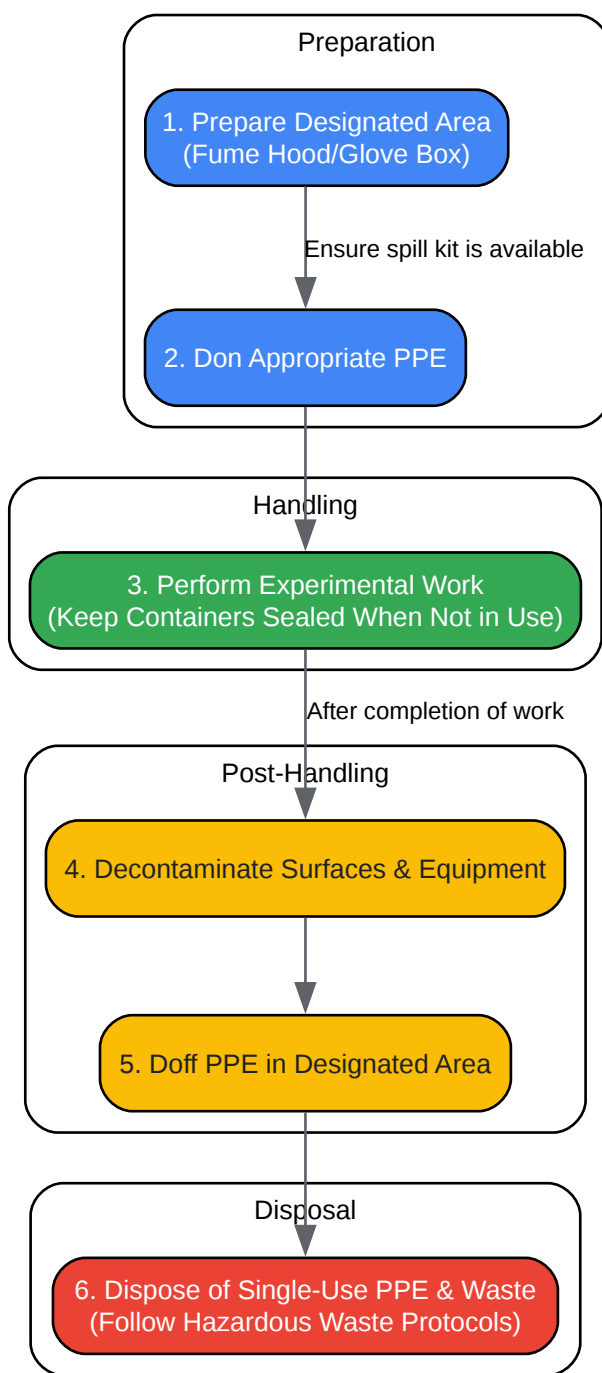 Preparation
1. Prepare Designated Area
(Fume Hood/Glove Box)
Ensure spill kit is available
2. Don Appropriate PPE
Handling
3. Perform Experimental Work
(Keep Containers Sealed When Not in Use)
After completion of work
Post-Handling
4. Decontaminate Surfaces & Equipment
5. Doff PPE in Designated Area
Disposal
6. Dispose of Single-Use PPE & Waste
(Follow Hazardous Waste Protocols)